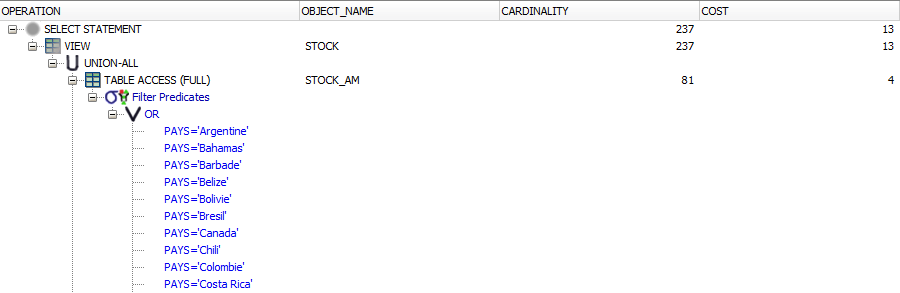 OPERATION OBJECT_NAME CARDINALITY COST
SELECT STATEMENT 237 13
VIEW STOCK 237 13
UNION-ALL
TABLE ACCESS (FULL) STOCK_AM 81 4
Filter Predicates
OR
PAYS='Argentine'
PAYS='Bahamas'
PAYS='Barbade'
PAYS='Belize'
PAYS='Bolivie'
PAYS='Bresil'
PAYS='Canada'
PAYS='Chili'
PAYS='Colombie'
PAYS='Costa Rica'